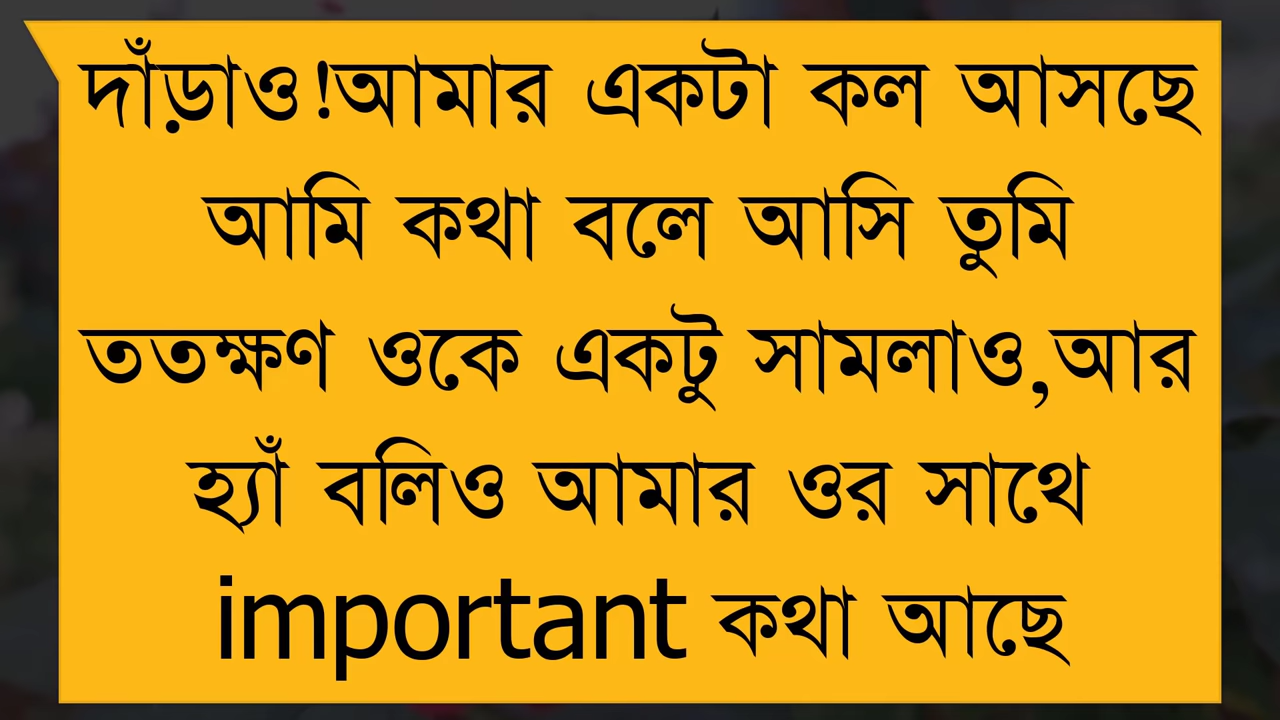 দাঁড়াও!আমার একটা কল আসছে
আমি কথা বলে আসি তুমি
ততক্ষণ ওকে একটু সামলাও,আর
হ্যাঁ বলিও আমার ওর সাথে
important কথা আছে